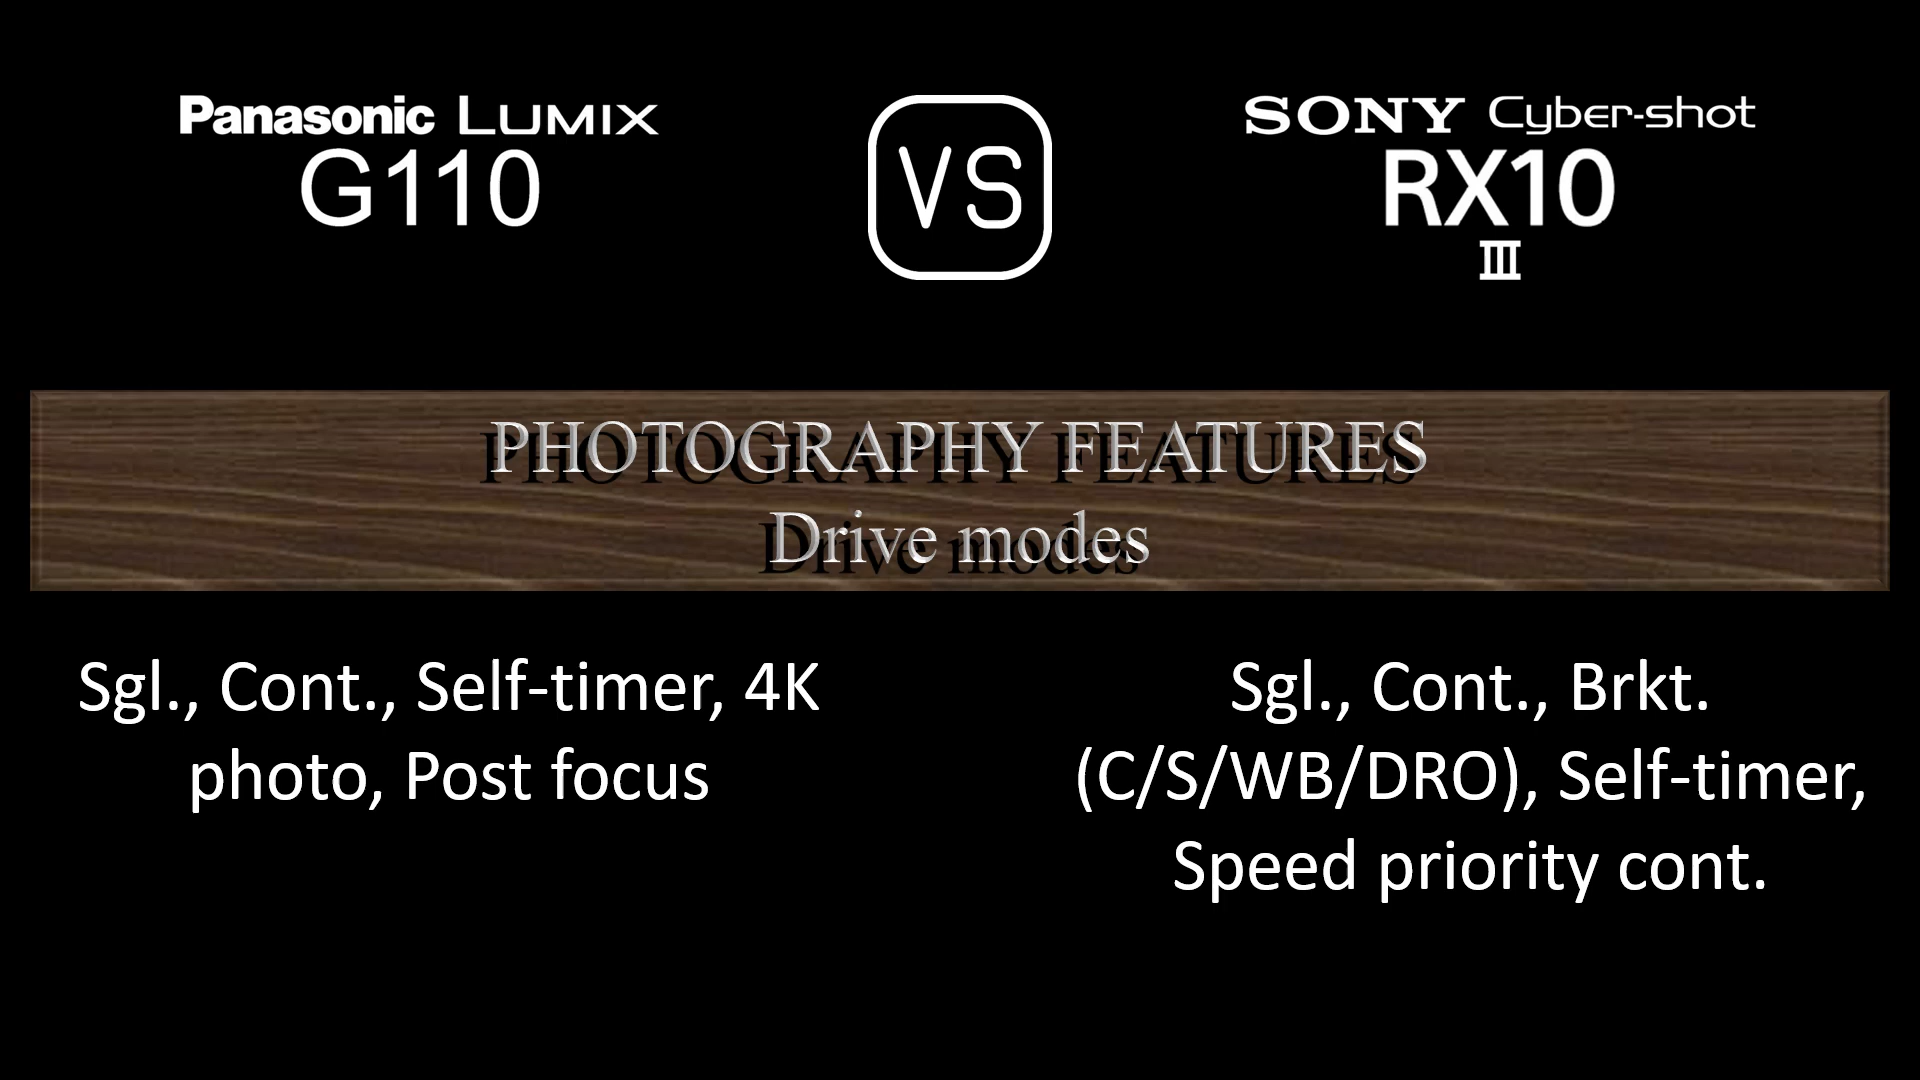 Panasonic LUMIX
G110
VS
SONY Cyber-shot
RX10
III
PHOTOGRAPHY FEATURES
Drive modes
Sgl., Cont., Self-timer, 4K
photo, Post focus
Sgl., Cont., Brkt.
(C/S/WB/DRO), Self-timer,
Speed priority cont.